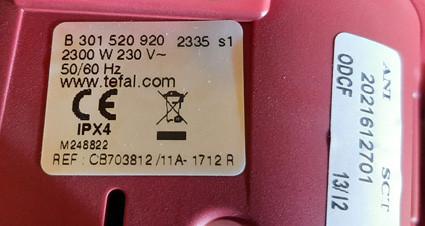 B 301 520 920 2335 s1
2300 W 230 V~
50/60 Hz
www.tefal.com
CE
IPX4
M248822
REF : CB703812 /11A- 1712 R
ANI SCT
2021612701
ODCF 13/12